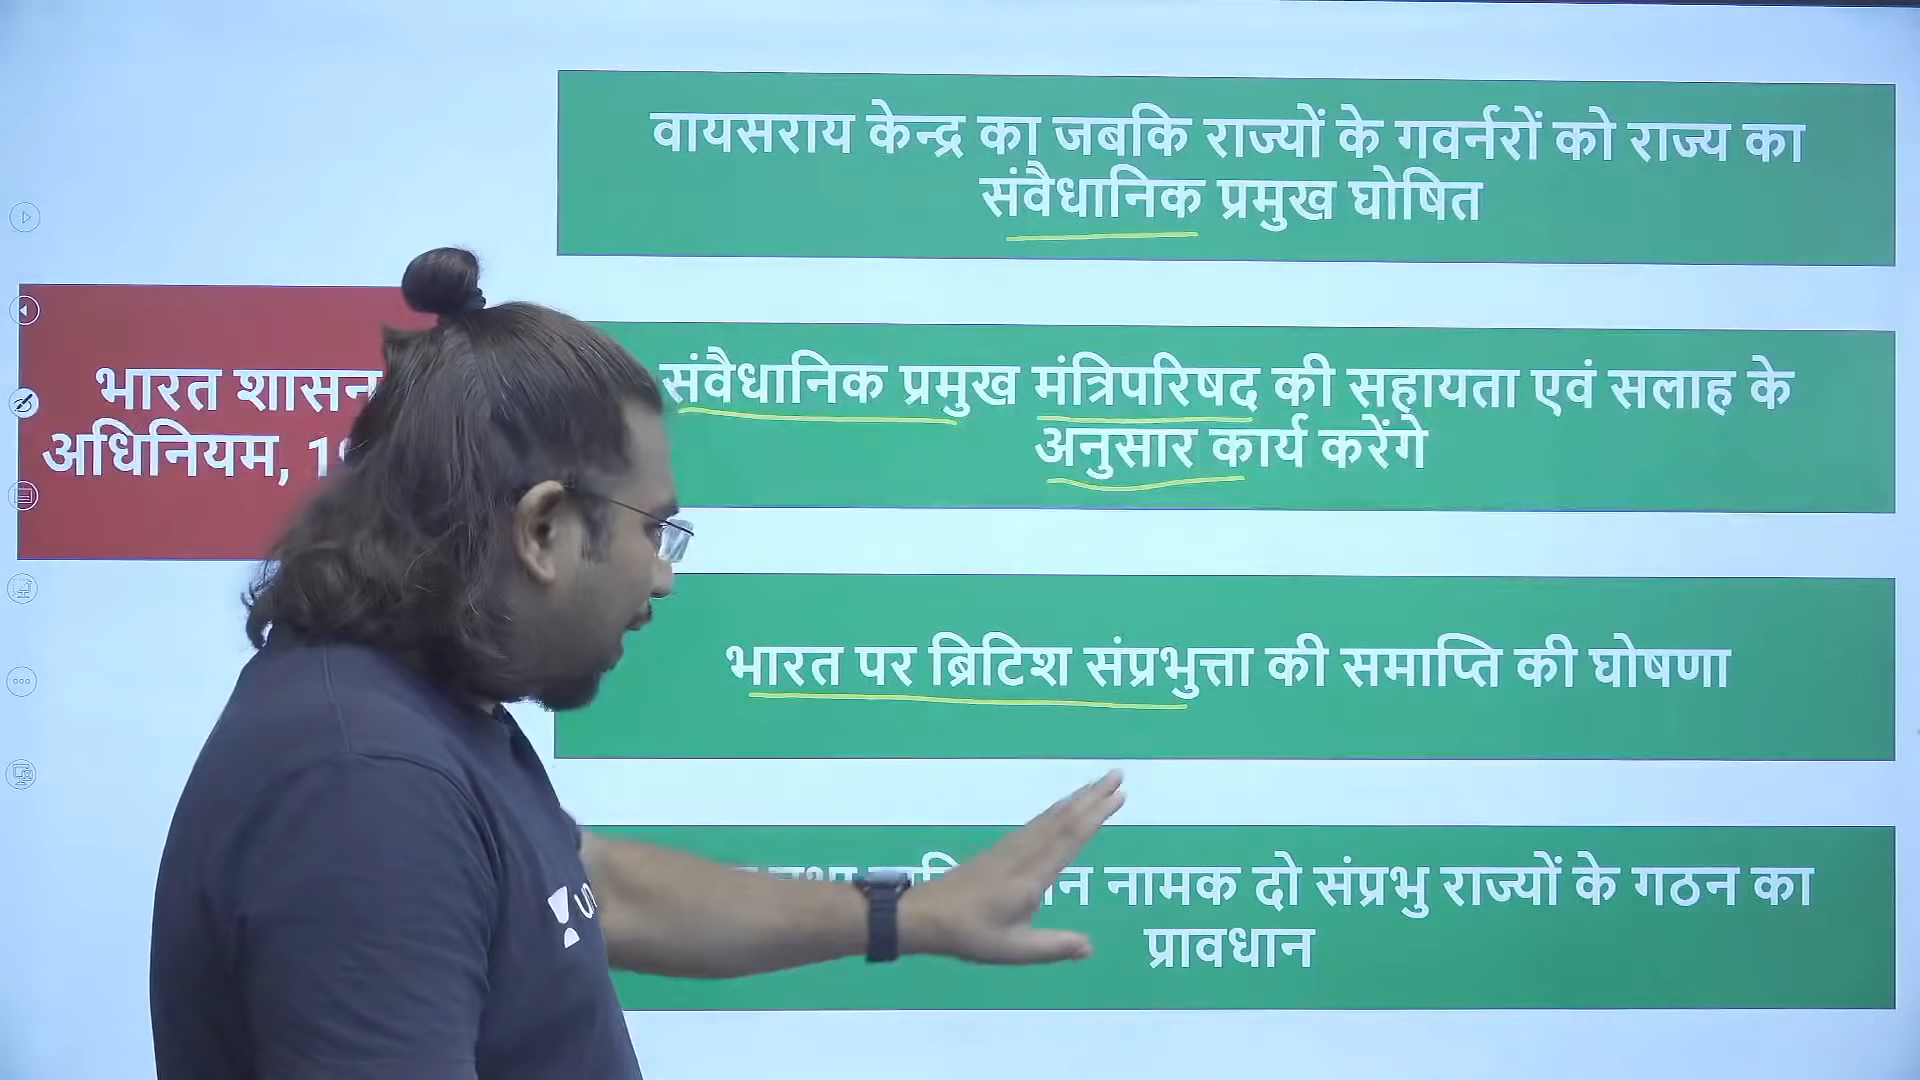 वायसराय केन्द्र का जबकि राज्यों के गवर्नरों को राज्य का
संवैधानिक प्रमुख घोषित
भारत शासन
अधिनियम,
संवैधानिक प्रमुख मंत्रिपरिषद की सहायता एवं सलाह के
अनुसार कार्य करेंगे
भारत पर ब्रिटिश संप्रभुत्ता की समाप्ति की घोषणा
नामक दो संप्रभु राज्यों के गठन का
प्रावधान